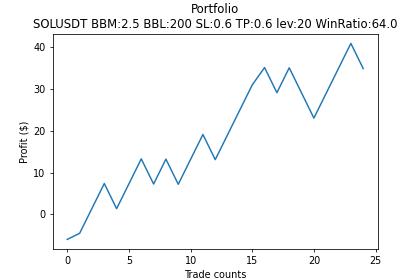 Portfolio
SOLUSDT BBM:2.5 BBL:200 SL:0.6 TP:0.6 lev:20 WinRatio:64.0
40
30
20
10
0
Profit ($)
0 5 10 15 20 25
Trade counts